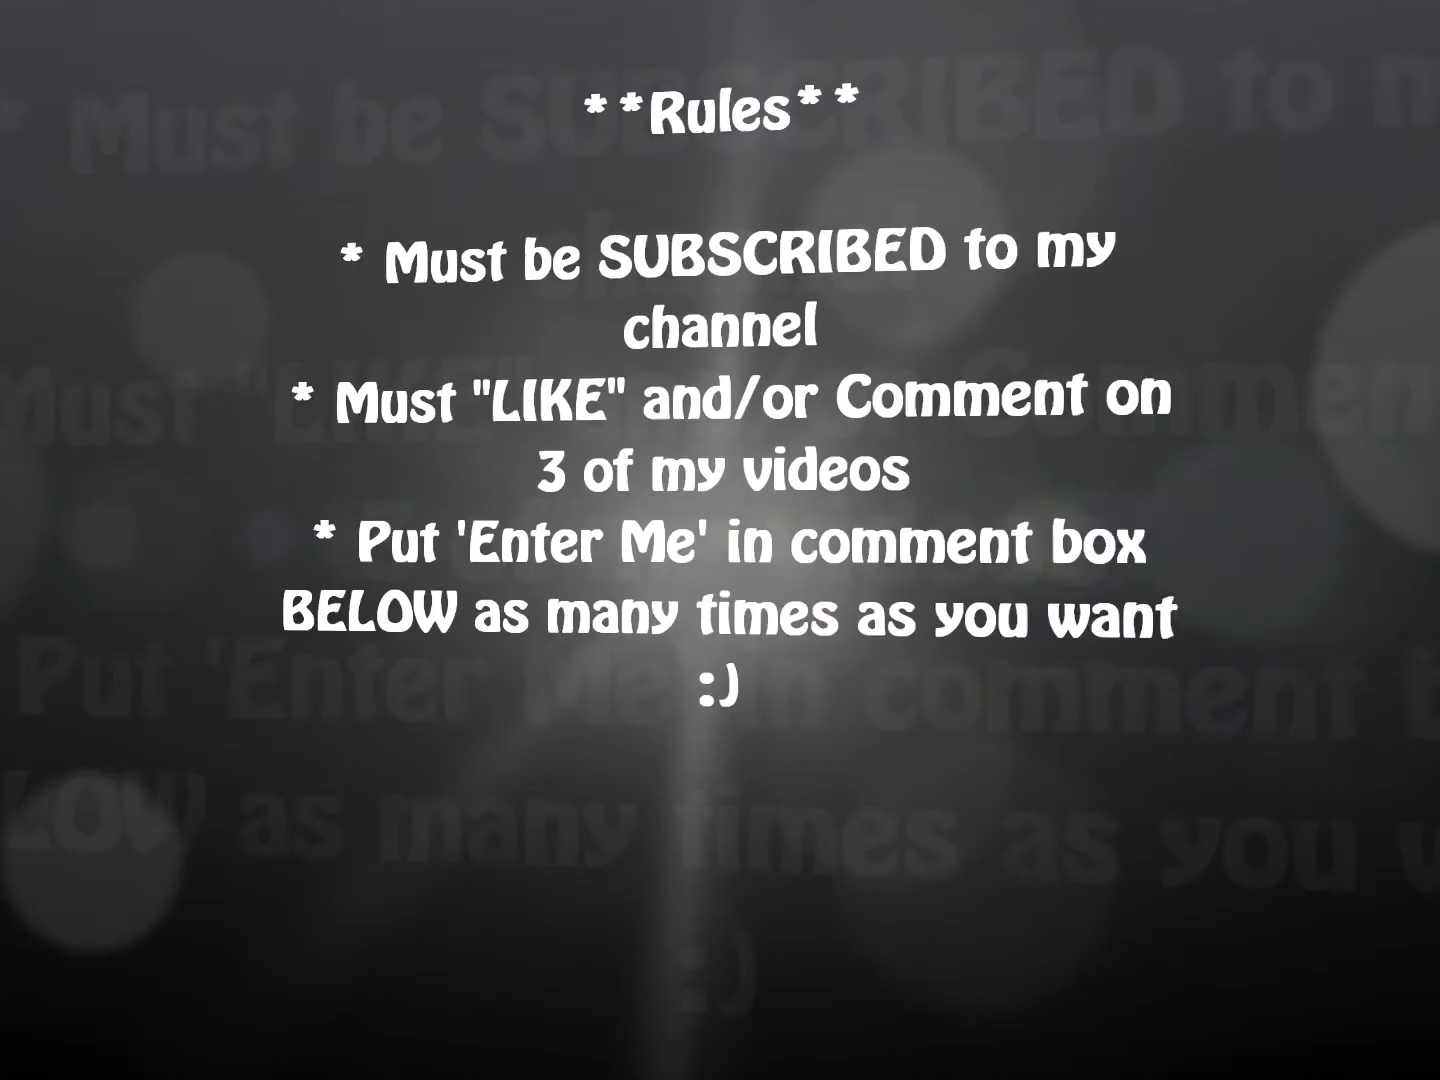 **Rules**
* Must be SUBSCRIBED to my
channel
* Must "LIKE" and/or Comment on
3 of my videos
* Put 'Enter Me' in comment box
BELOW as many times as you want
:)